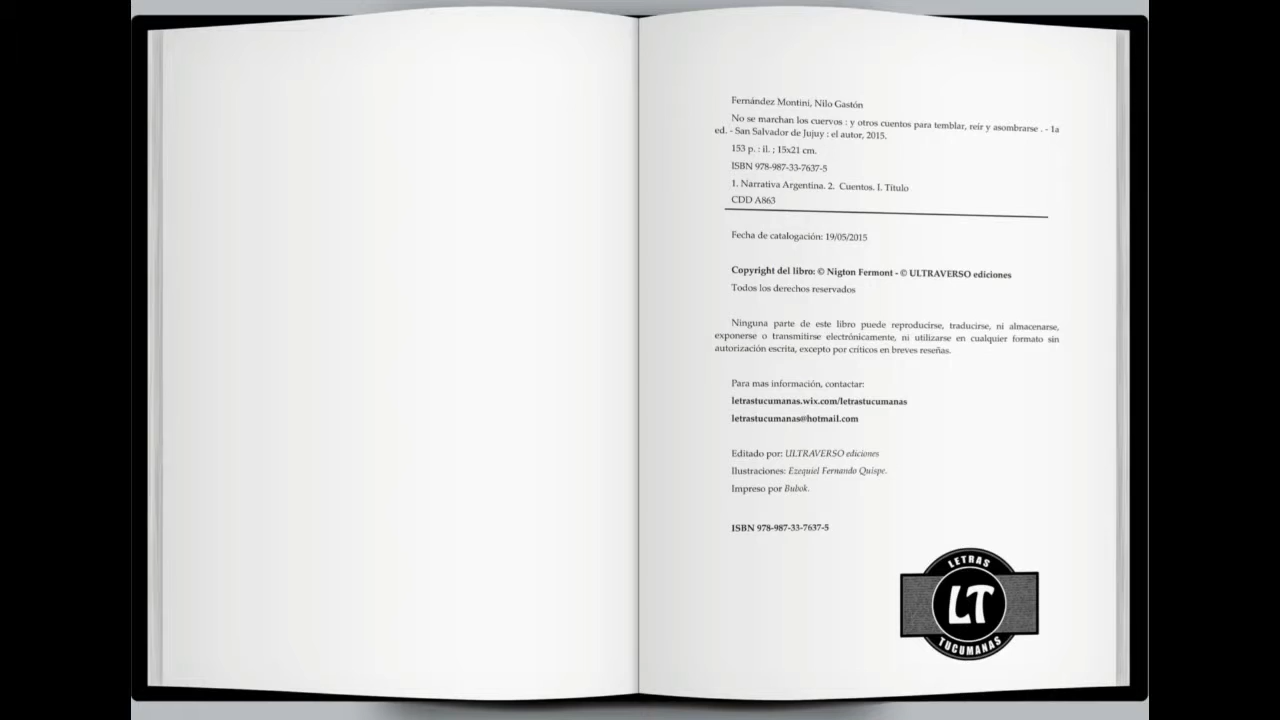 Fernández Montini, Nilo Gastón
No se marchan los cuervos : y otros cuentos para temblar, reir y asombrarse . - 1a
ed. - San Salvador de Jujuy : el autor, 2015.
153 p. : il. ; 15x21 cm.
ISBN 978-987-33-7637-5
1. Narrativa Argentina. 2. Cuentos. I. Título
CDD A863
Fecha de catalogación: 19/05/2015
Copyright del libro: © Nigton Fermont - © ULTRAVERSO ediciones
Todos los derechos reservados
Ninguna parte de este libro puede reproducirse, traducirse, ni almacenarse,
exponerse o transmitirse electrónicamente, ni utilizarse en cualquier formato sin
autorización escrita, excepto por críticos en breves reseñas.
Para mas información, contactar:
letrastucumanas.wix.com/letrastucumanas
letrastucumanas@hotmail.com
Editado por: ULTRAVERSO ediciones
Ilustraciones: Ezequiel Fernando Quispe.
Impreso por Bubok.
ISBN 978-987-33-7637-5
LETRAS
LT
TUCUMANAS